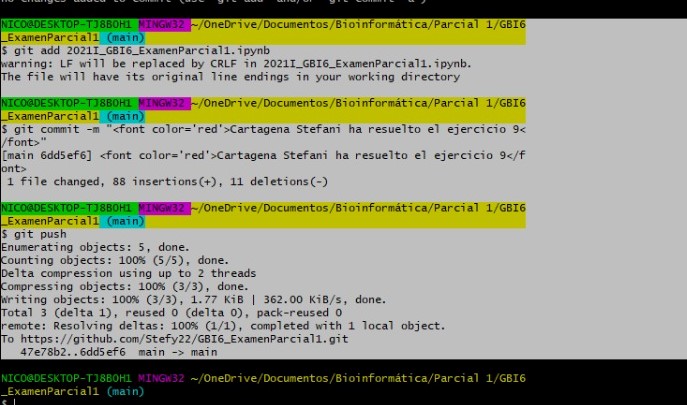 no changes added to commit (use "git add" and/or "git commit -a")
NICO@DESKTOP-TJ8BOH1 MINGW32 ~/OneDrive/Documentos/Bioinformática/Parcial 1/GBI6
_ExamenParcial1 (main)
$ git add 2021I_GBI6_ExamenParcial1.ipynb
warning: LF will be replaced by CRLF in 2021I_GBI6_ExamenParcial1.ipynb.
The file will have its original line endings in your working directory
NICO@DESKTOP-TJ8BOH1 MINGW32 ~/OneDrive/Documentos/Bioinformática/Parcial 1/GBI6
_ExamenParcial1 (main)
$ git commit -m "<font color='red'>Cartagena Stefani ha resuelto el ejercicio 9<
/font>"
[main 6dd5ef6] <font color='red'>Cartagena Stefani ha resuelto el ejercicio 9</f
ont>
1 file changed, 88 insertions(+), 11 deletions(-)
NICO@DESKTOP-TJ8BOH1 MINGW32 ~/OneDrive/Documentos/Bioinformática/Parcial 1/GBI6
_ExamenParcial1 (main)
$ git push
Enumerating objects: 5, done.
Counting objects: 100% (5/5), done.
Delta compression using up to 2 threads
Compressing objects: 100% (3/3), done.
Writing objects: 100% (3/3), 1.77 KiB | 362.00 KiB/s, done.
Total 3 (delta 1), reused 0 (delta 0), pack-reused 0
remote: Resolving deltas: 100% (1/1), completed with 1 local object.
To https://github.com/Stefy22/GBI6_ExamenParcial1.git
47e78b2..6dd5ef6 main -> main
NICO@DESKTOP-TJ8BOH1 MINGW32 ~/OneDrive/Documentos/Bioinformática/Parcial 1/GBI6
_ExamenParcial1 (main)
$